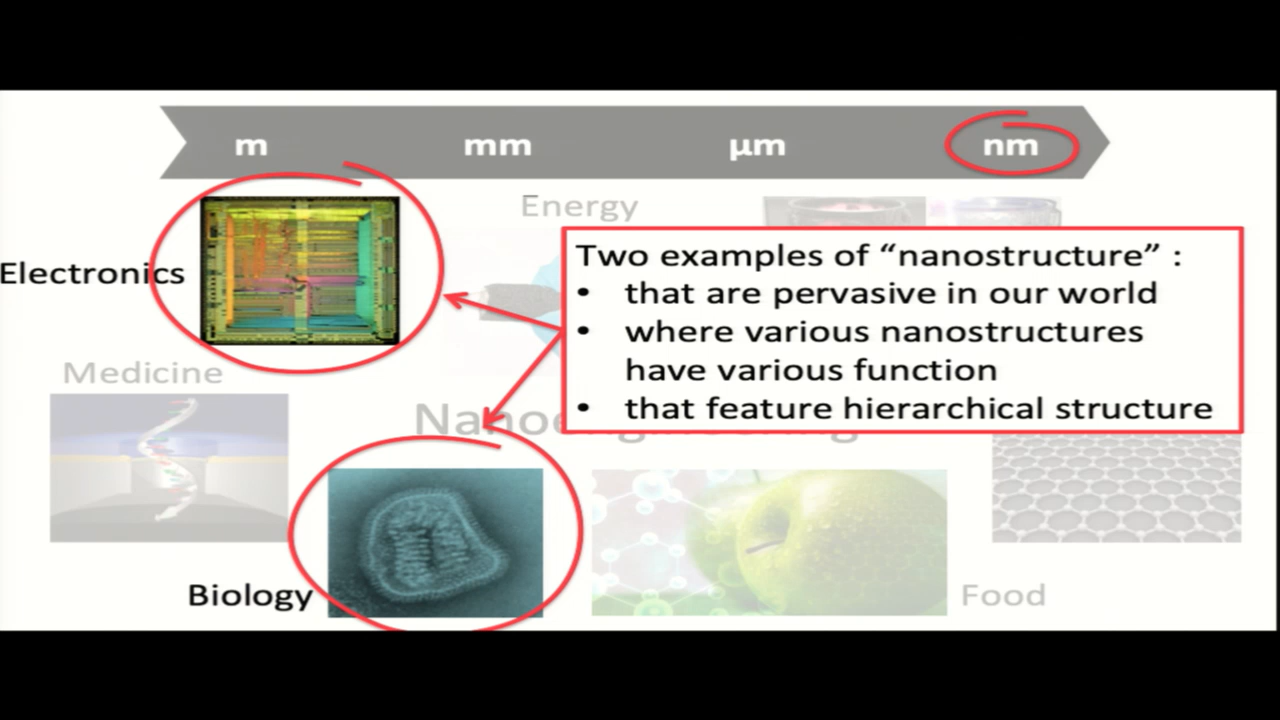 m mm µm nm
Energy
Electronics
Two examples of “nanostructure” :
• that are pervasive in our world
• where various nanostructures
have various function
• that feature hierarchical structure
Medicine
Biology
Food